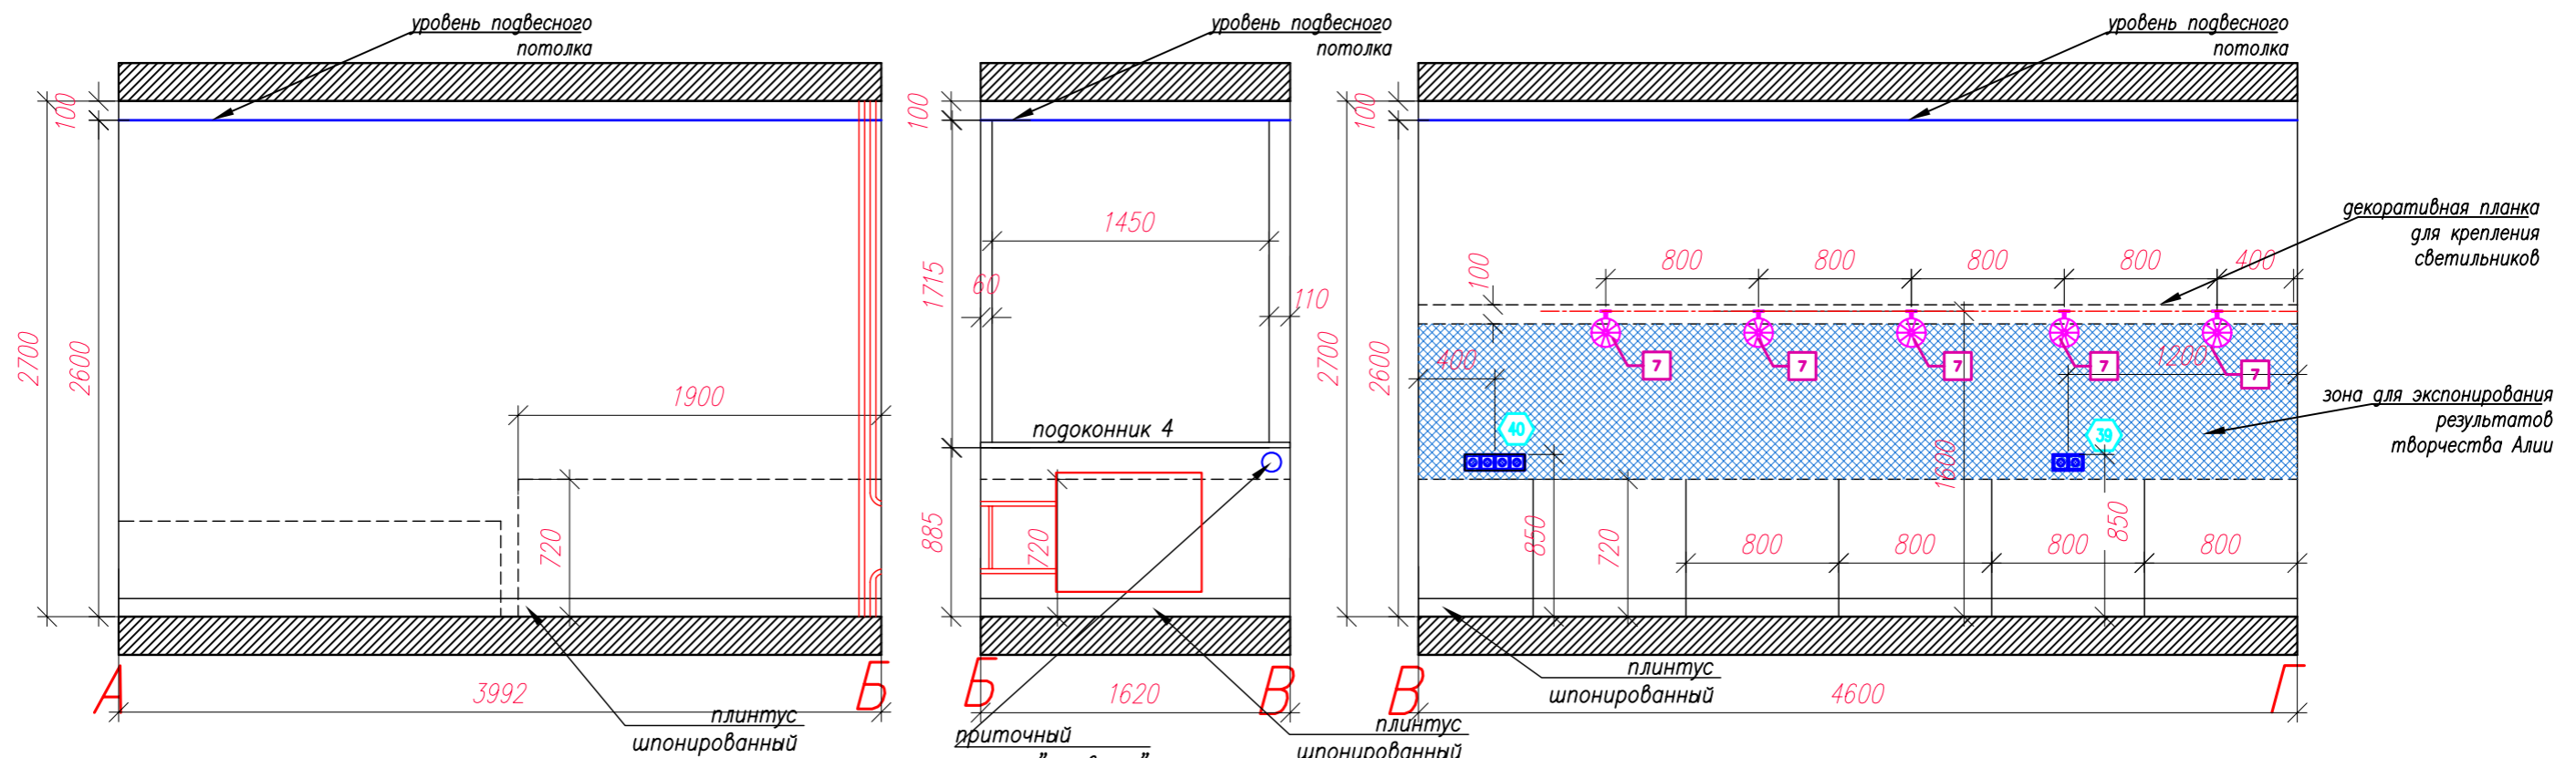 уровень подвесного
потолка
100
2700
2600
1900
720
А
3992
Б
плинтус
шпонированный
уровень подвесного
потолка
100
1450
60
1715
110
подоконник 4
885
720
Б
1620
В
приточный
плинтус
шпонированный
уровень подвесного
потолка
100
2700
2600
декоративная планка
для крепления
светильников
100
800
800
800
800
400
400
7
7
7
7
1200
7
зона для экспонирования
результатов
творчества Алии
40
39
1600
850
720
850
800
800
800
800
В
4600
Г
плинтус
шпонированный